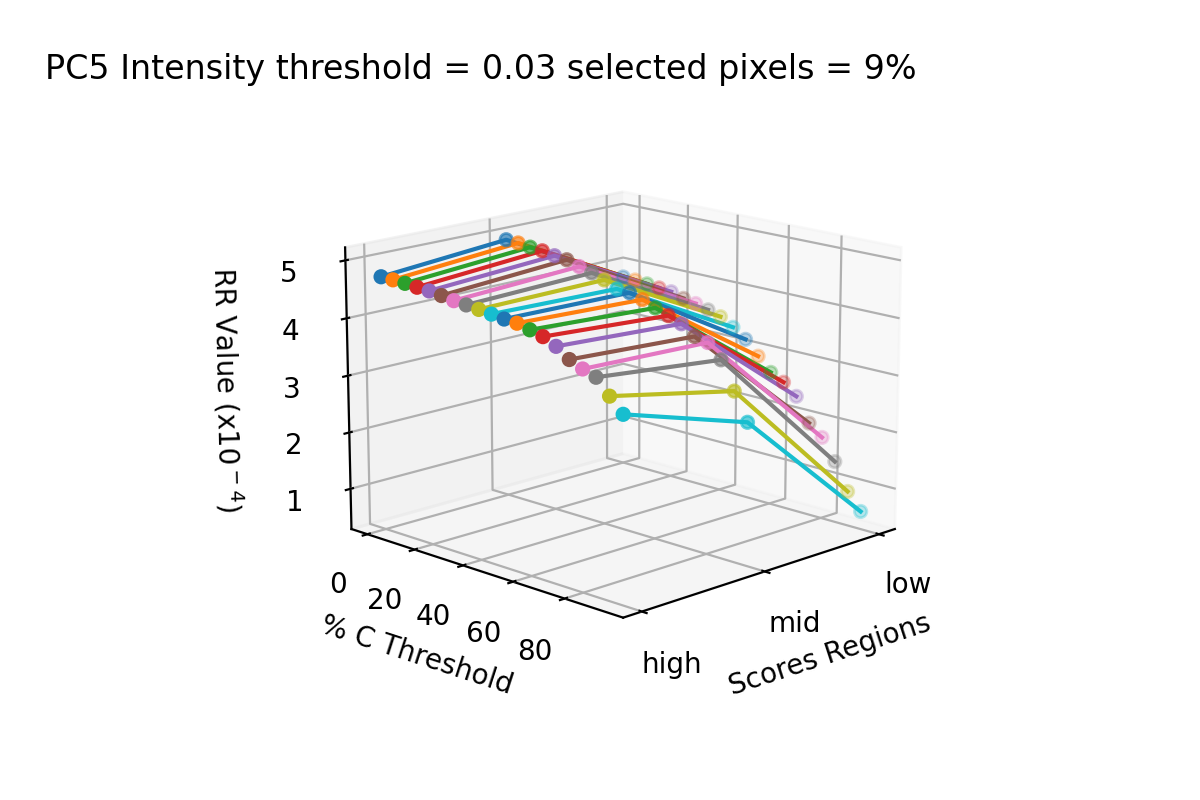 PC5 Intensity threshold = 0.03 selected pixels = 9%
RR Value (x10⁻⁴)
5
4
3
2
1
0
20
40
60
80
% C Threshold
low
mid
high
Scores Regions